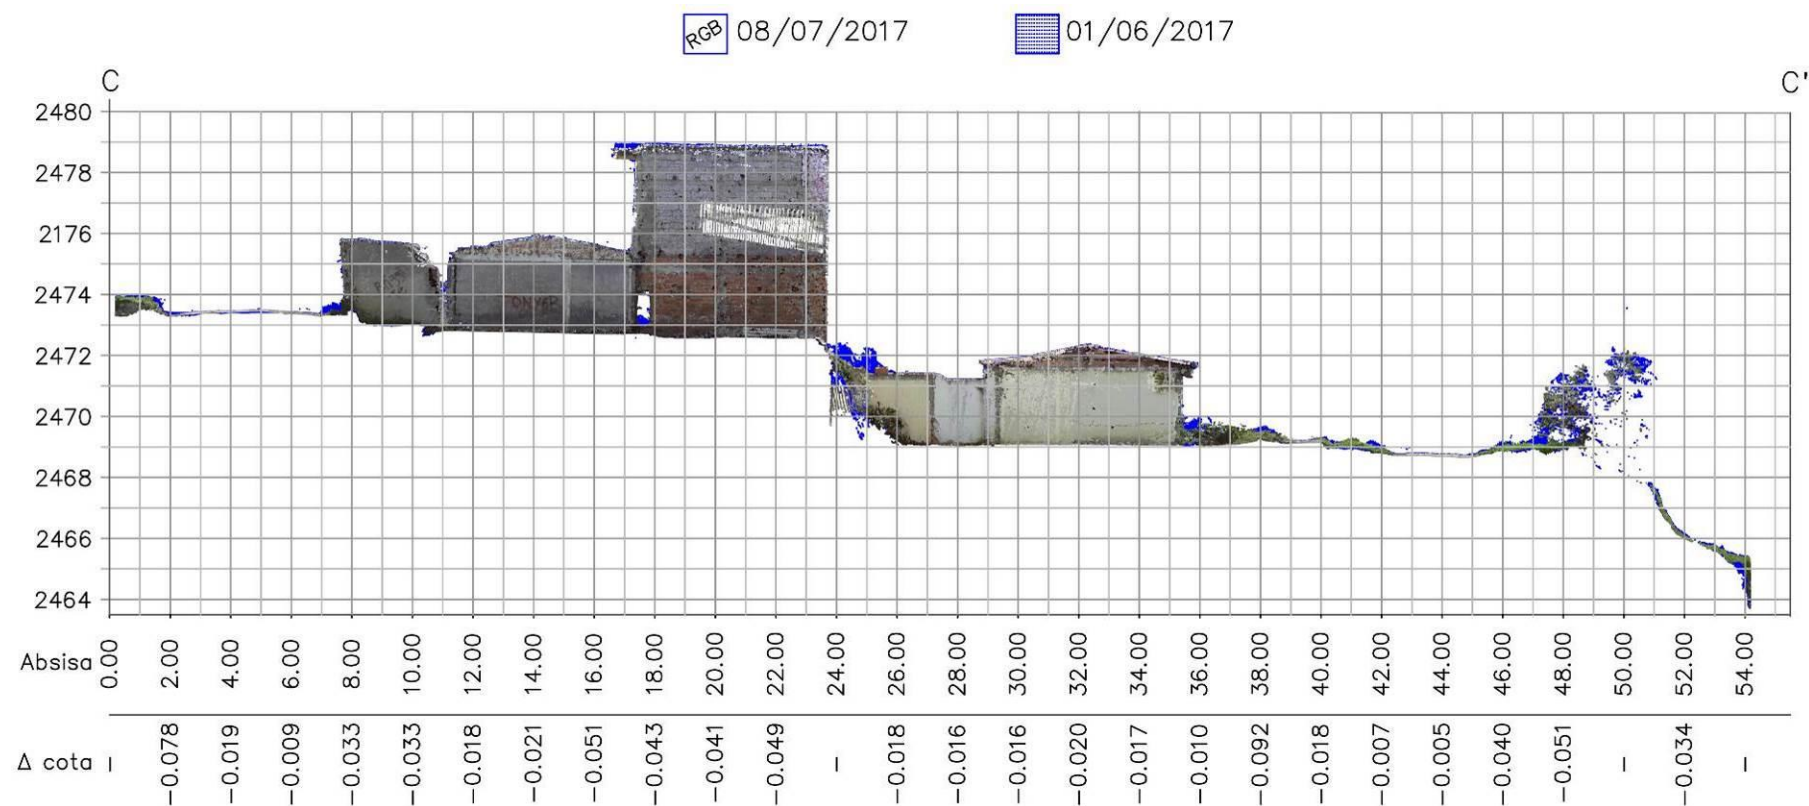 RGB 08/07/2017 01/06/2017
C C'
2480
2478
2176
2474
2472
2470
2468
2466
2464
Absisa 0.00 2.00 4.00 6.00 8.00 10.00 12.00 14.00 16.00 18.00 20.00 22.00 24.00 26.00 28.00 30.00 32.00 34.00 36.00 38.00 40.00 42.00 44.00 46.00 48.00 50.00 52.00 54.00
Δ cota – –0.078 –0.019 –0.009 –0.033 –0.033 –0.018 –0.021 –0.051 –0.043 –0.041 –0.049 – –0.018 –0.016 –0.016 –0.020 –0.017 –0.010 –0.092 –0.018 –0.007 –0.005 –0.040 –0.051 – –0.034 –